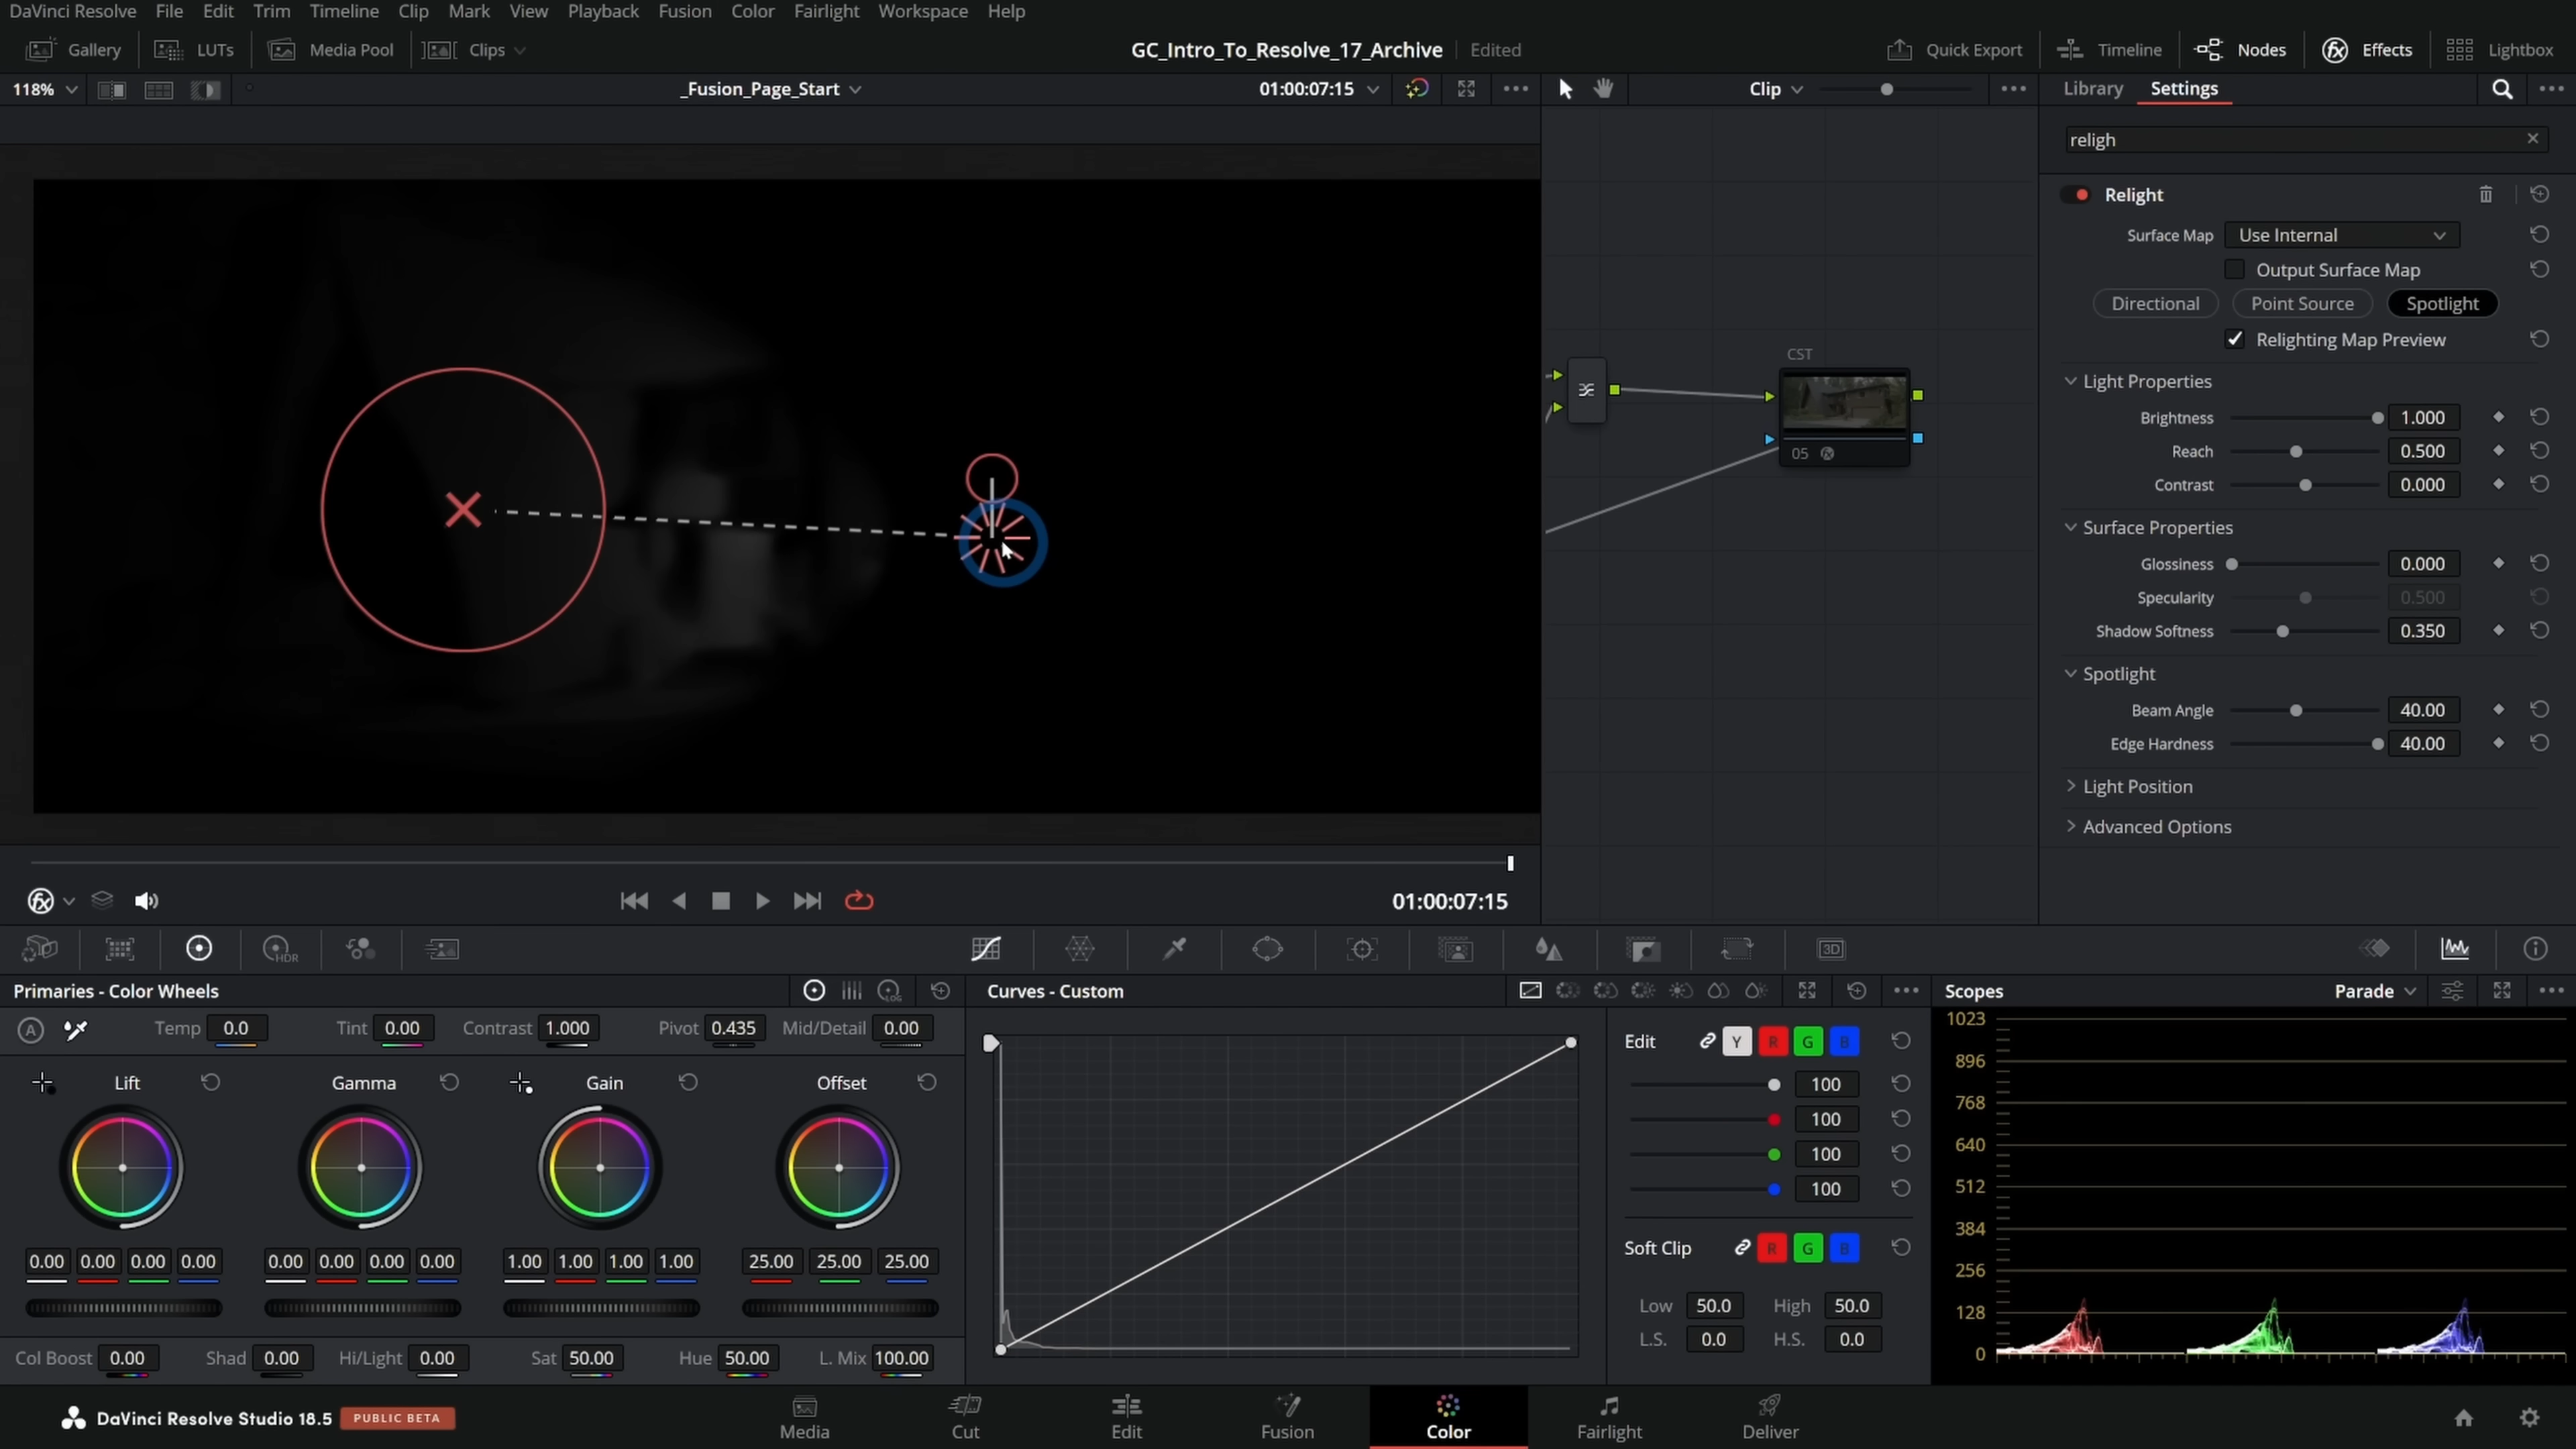 DaVinci Resolve File Edit Trim Timeline Clip Mark View Playback Fusion Color Fairlight Workspace Help
Gallery LUTs Media Pool Clips GC_Intro_To_Resolve_17_Archive Edited Quick Export Timeline Nodes Effects Lightbox
118% _Fusion_Page_Start 01:00:07:15 Clip Library Settings
religh
Relight
Surface Map Use Internal
Output Surface Map
Directional Point Source Spotlight
Relighting Map Preview
Light Properties
Brightness 1.000
Reach 0.500
Contrast 0.000
Surface Properties
Glossiness 0.000
Specularity 0.500
Shadow Softness 0.350
Spotlight
Beam Angle 40.00
Edge Hardness 40.00
Light Position
Advanced Options
CST
05
01:00:07:15
HDR
3D
Primaries - Color Wheels
LOG
A Temp 0.0 Tint 0.00 Contrast 1.000 Pivot 0.435 Mid/Detail 0.00
Lift Gamma Gain Offset
0.00 0.00 0.00 0.00 0.00 0.00 0.00 0.00 1.00 1.00 1.00 1.00 25.00 25.00 25.00
Col Boost 0.00 Shad 0.00 Hi/Light 0.00 Sat 50.00 Hue 50.00 L. Mix 100.00
Curves - Custom
Edit Y R G B
100
100
100
100
Soft Clip R G B
Low 50.0 High 50.0
L.S. 0.0 H.S. 0.0
Scopes Parade
1023
896
768
640
512
384
256
128
0
DaVinci Resolve Studio 18.5 PUBLIC BETA
Media Cut Edit Fusion Color Fairlight Deliver